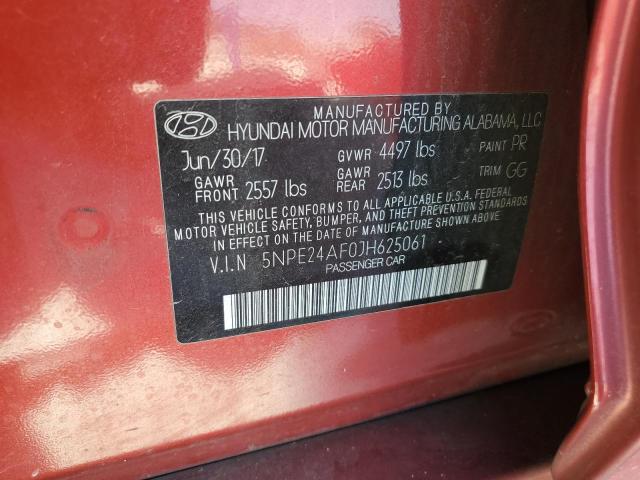 MANUFACTURED BY
HYUNDAI MOTOR MANUFACTURING ALABAMA, LLC
Jun/30/17 GVWR 4497 lbs PAINT PR
GAWR FRONT 2557 lbs GAWR REAR 2513 lbs TRIM GG
THIS VEHICLE CONFORMS TO ALL APPLICABLE U.S.A. FEDERAL
MOTOR VEHICLE SAFETY, BUMPER, AND THEFT PREVENTION STANDARDS
IN EFFECT ON THE DATE OF MANUFACTURE SHOWN ABOVE.
V.I.N 5NPE24AF0JH625061
PASSENGER CAR